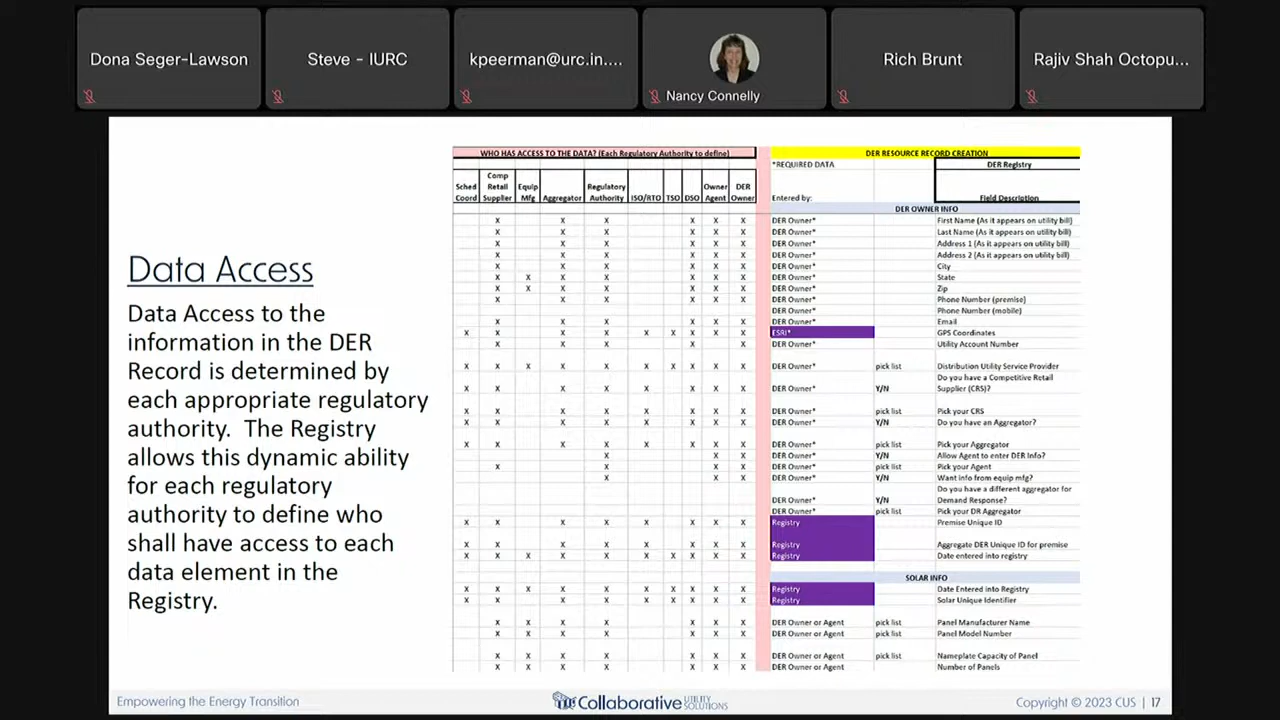 Dona Seger-Lawson
Steve - IURC
kpeerman@urc.in....
Nancy Connelly
Rich Brunt
Rajiv Shah Octopu...
Data Access
Data Access to the
information in the DER
Record is determined by
each appropriate regulatory
authority. The Registry
allows this dynamic ability
for each regulatory
authority to define who
shall have access to each
data element in the
Registry.
WHO HAS ACCESS TO THE DATA? (Each Regulatory Authority to define)
DER RESOURCE RECORD CREATION
*REQUIRED DATA
DER Registry
Sched Coord
Comp Retail Supplier
Equip Mfg
Aggregator
Regulatory Authority
ISO/RTO
TSO
DSO
Owner Agent
DER Owner
Entered by:
Field Description
DER OWNER INFO
X X X X X X DER Owner* First Name (As it appears on utility bill)
X X X X X X DER Owner* Last Name (As it appears on utility bill)
X X X X X X DER Owner* Address 1 (As it appears on utility bill)
X X X X X X DER Owner* Address 2 (As it appears on utility bill)
X X X X X X DER Owner* City
X X X X X X X DER Owner* State
X X X X X X X DER Owner* Zip
X X X X X X DER Owner* Phone Number (premise)
DER Owner* Phone Number (mobile)
X X X X X X DER Owner* Email
X X X X X X X X X ESRI* GPS Coordinates
X X X X X DER Owner* Utility Account Number
X X X X X X X X X X DER Owner* pick list Distribution Utility Service Provider
Do you have a Competitive Retail
X X X X X X X X DER Owner* Y/N Supplier (CRS)?
X X X X X X X X DER Owner* pick list Pick your CRS
X X X X X X X X DER Owner* Y/N Do you have an Aggregator?
X X X X X X X X DER Owner* pick list Pick your Aggregator
X X X DER Owner* Y/N Allow Agent to enter DER Info?
X X X X DER Owner* pick list Pick your Agent
X X X DER Owner* Y/N Want info from equip mfg?
Do you have a different aggregator for
DER Owner* Y/N Demand Response?
DER Owner* pick list Pick your DR Aggregator
X X X X X X X X Registry Premise Unique ID
X X X X X X X X Registry Aggregate DER Unique ID for premise
X X X X X X X X X X Registry Date entered into registry
SOLAR INFO
X X X X X X X X X X Registry Date Entered into Registry
X X X X X X X X X Registry Solar Unique Identifier
X X X X X X X DER Owner or Agent pick list Panel Manufacturer Name
X X X X X X X DER Owner or Agent pick list Panel Model Number
X X X X X X X DER Owner or Agent pick list Nameplate Capacity of Panel
X X X X X X X DER Owner or Agent Number of Panels
Empowering the Energy Transition
Collaborative UTILITY SOLUTIONS
Copyright © 2023 CUS | 17